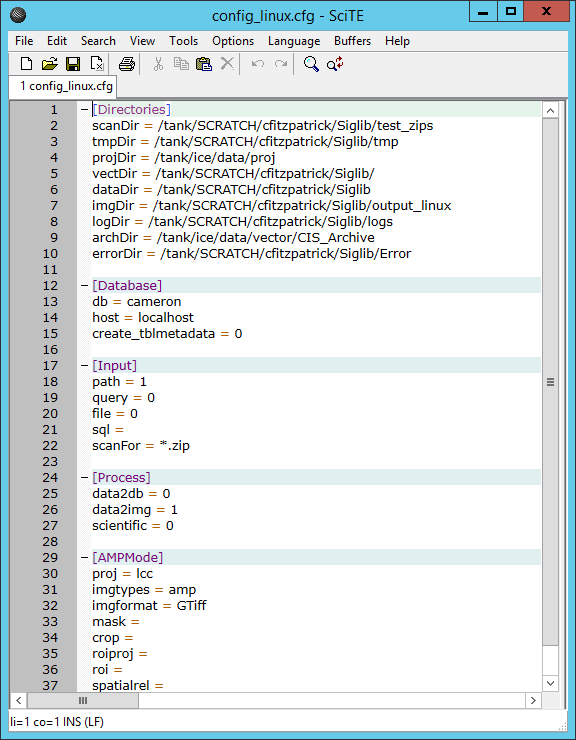 config_linux.cfg - SciTE
File Edit Search View Tools Options Language Buffers Help
1 config_linux.cfg
1 [Directories]
2 scanDir = /tank/SCRATCH/cfitzpatrick/Siglib/test_zips
3 tmpDir = /tank/SCRATCH/cfitzpatrick/Siglib/tmp
4 projDir = /tank/ice/data/proj
5 vectDir = /tank/SCRATCH/cfitzpatrick/Siglib/
6 dataDir = /tank/SCRATCH/cfitzpatrick/Siglib
7 imgDir = /tank/SCRATCH/cfitzpatrick/Siglib/output_linux
8 logDir = /tank/SCRATCH/cfitzpatrick/Siglib/logs
9 archDir = /tank/ice/data/vector/CIS_Archive
10 errorDir = /tank/SCRATCH/cfitzpatrick/Siglib/Error
11
12 [Database]
13 db = cameron
14 host = localhost
15 create_tblmetadata = 0
16
17 [Input]
18 path = 1
19 query = 0
20 file = 0
21 sql =
22 scanFor = *.zip
23
24 [Process]
25 data2db = 0
26 data2img = 1
27 scientific = 0
28
29 [AMPMode]
30 proj = lcc
31 imgtypes = amp
32 imgformat = GTiff
33 mask =
34 crop =
35 roiproj =
36 roi =
37 spatialrel =
li=1 co=1 INS (LF)